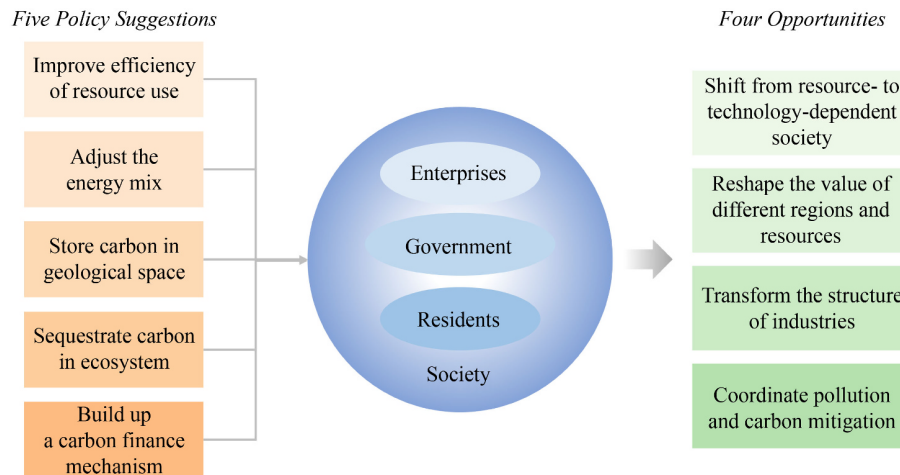 Five Policy Suggestions
Improve efficiency
of resource use
Adjust the
energy mix
Store carbon in
geological space
Sequestrate carbon
in ecosystem
Build up
a carbon finance
mechanism
Enterprises
Government
Residents
Society
Four Opportunities
Shift from resource- to
technology-dependent
society
Reshape the value of
different regions and
resources
Transform the structure
of industries
Coordinate pollution
and carbon mitigation